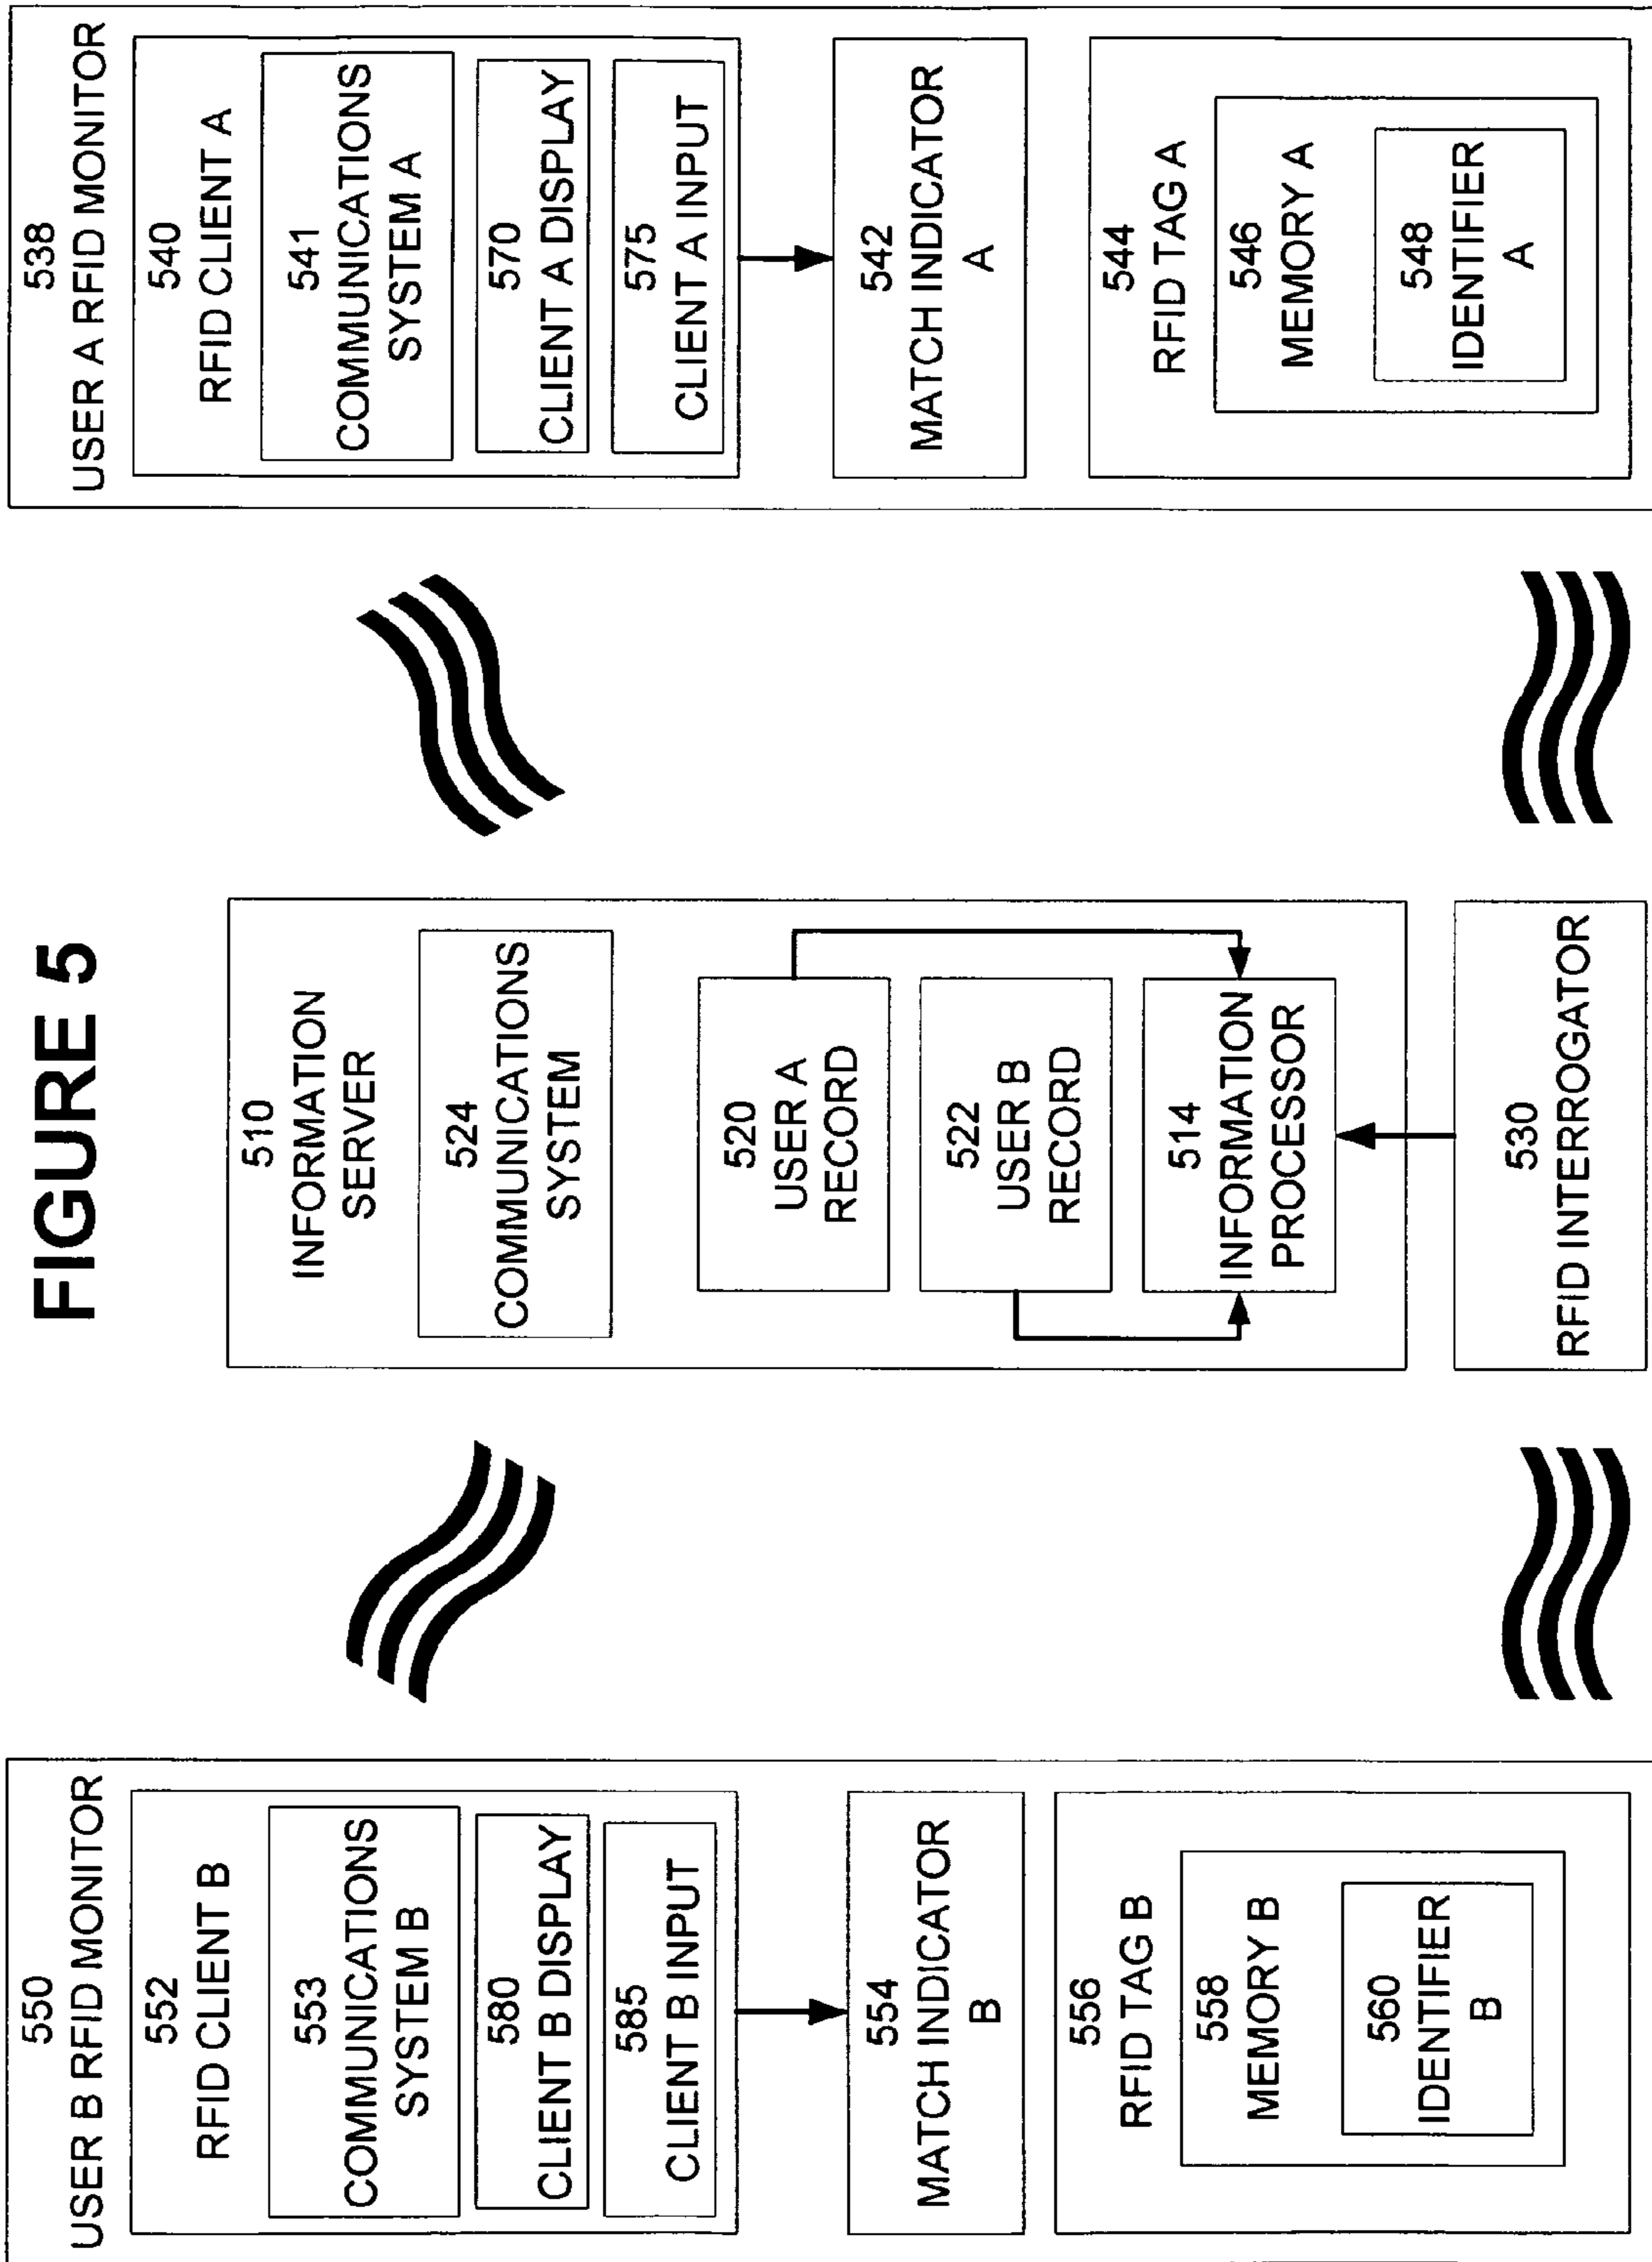 FIGURE 5
550
USER B RFID MONITOR
552
RFID CLIENT B
553
COMMUNICATIONS
SYSTEM B
580
CLIENT B DISPLAY
585
CLIENT B INPUT
554
MATCH INDICATOR
B
556
RFID TAG B
558
MEMORY B
560
IDENTIFIER
B
510
INFORMATION
SERVER
524
COMMUNICATIONS
SYSTEM
520
USER A
RECORD
522
USER B
RECORD
514
INFORMATION
PROCESSOR
530
RFID INTERROGATOR
538
USER A RFID MONITOR
540
RFID CLIENT A
541
COMMUNICATIONS
SYSTEM A
570
CLIENT A DISPLAY
575
CLIENT A INPUT
542
MATCH INDICATOR
A
544
RFID TAG A
546
MEMORY A
548
IDENTIFIER
A